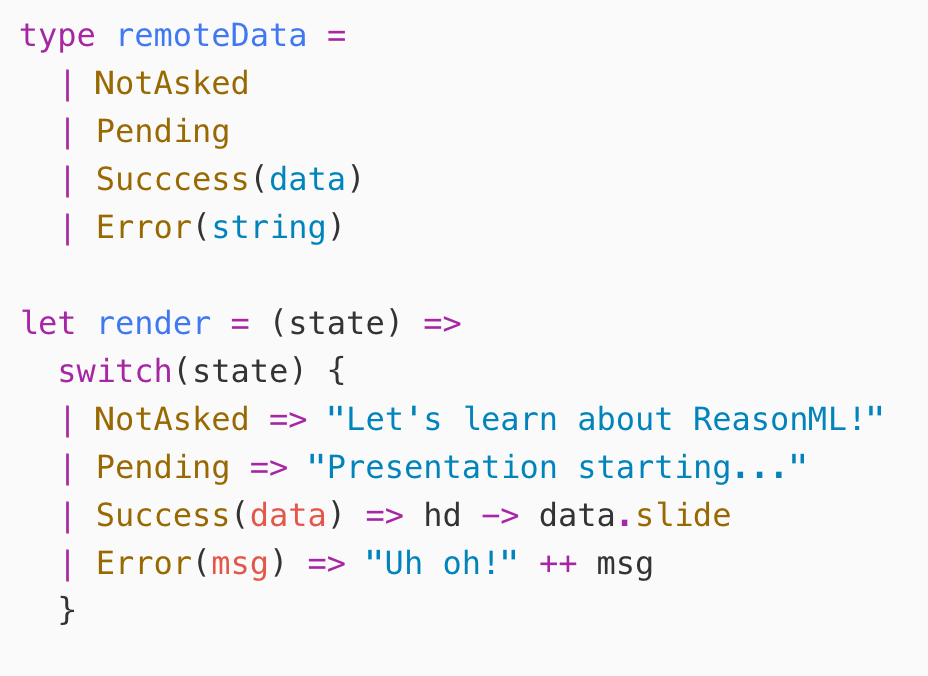 type remoteData =
  | NotAsked
  | Pending
  | Succcess(data)
  | Error(string)

let render = (state) =>
  switch(state) {
  | NotAsked => "Let's learn about ReasonML!"
  | Pending => "Presentation starting..."
  | Success(data) => hd -> data.slide
  | Error(msg) => "Uh oh!" ++ msg
  }